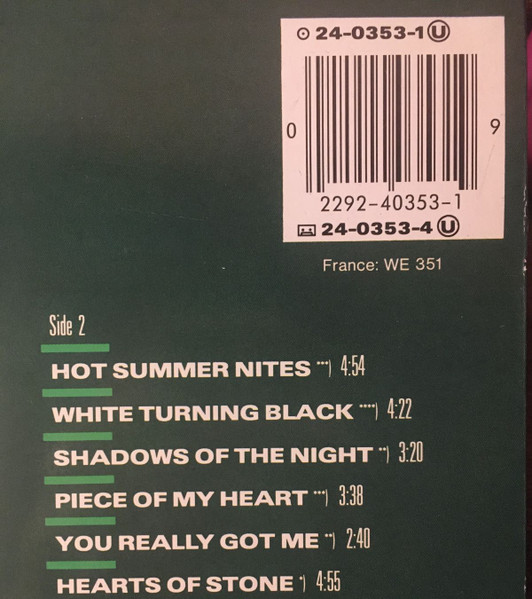 24-0353-1 U
0 9
2292-40353-1
24-0353-4 U
France: WE 351
Side 2
HOT SUMMER NITES ***) 4:54
WHITE TURNING BLACK ****) 4:22
SHADOWS OF THE NIGHT **) 3:20
PIECE OF MY HEART ***) 3:38
YOU REALLY GOT ME **) 2:40
HEARTS OF STONE *) 4:55